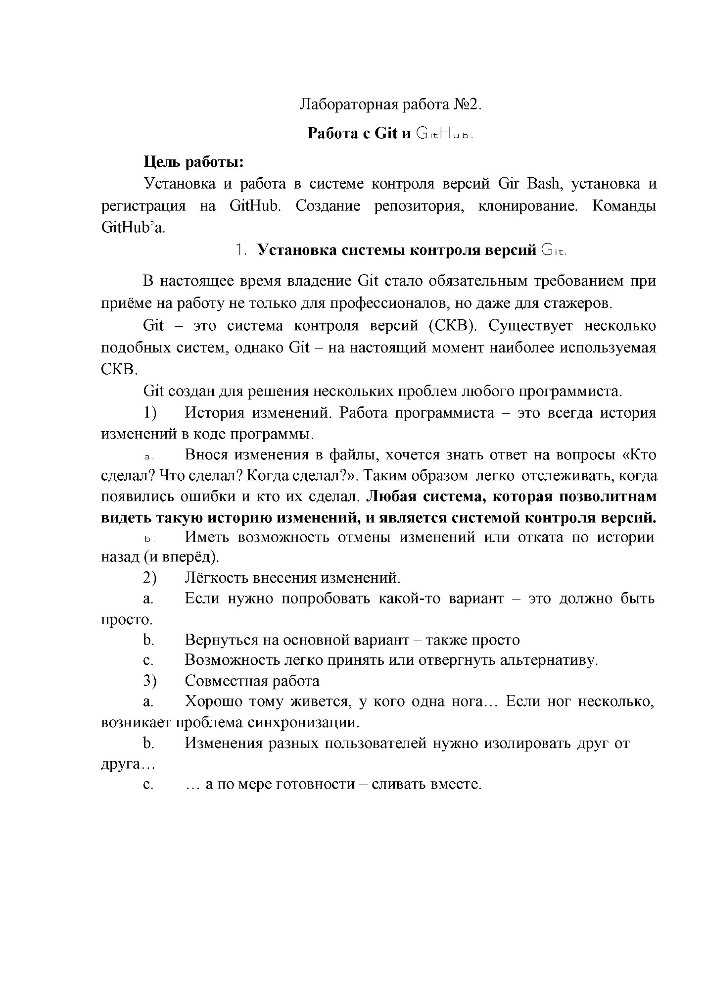 Лабораторная работа №2.
Работа с Git и GitHub.
Цель работы:
Установка и работа в системе контроля версий Gir Bash, установка и
регистрация на GitHub. Создание репозитория, клонирование. Команды
GitHub’а.
1. Установка системы контроля версий Git.
В настоящее время владение Git стало обязательным требованием при
приёме на работу не только для профессионалов, но даже для стажеров.
Git – это система контроля версий (СКВ). Существует несколько
подобных систем, однако Git – на настоящий момент наиболее используемая
СКВ.
Git создан для решения нескольких проблем любого программиста.
1) История изменений. Работа программиста – это всегда история
изменений в коде программы.
a. Внося изменения в файлы, хочется знать ответ на вопросы «Кто
сделал? Что сделал? Когда сделал?». Таким образом легко отслеживать, когда
появились ошибки и кто их сделал. Любая система, которая позволитнам
видеть такую историю изменений, и является системой контроля версий.
b. Иметь возможность отмены изменений или отката по истории
назад (и вперёд).
2) Лёгкость внесения изменений.
a. Если нужно попробовать какой-то вариант – это должно быть
просто.
b. Вернуться на основной вариант – также просто
c. Возможность легко принять или отвергнуть альтернативу.
3) Совместная работа
a. Хорошо тому живется, у кого одна нога… Если ног несколько,
возникает проблема синхронизации.
b. Изменения разных пользователей нужно изолировать друг от
друга…
c. … а по мере готовности – сливать вместе.